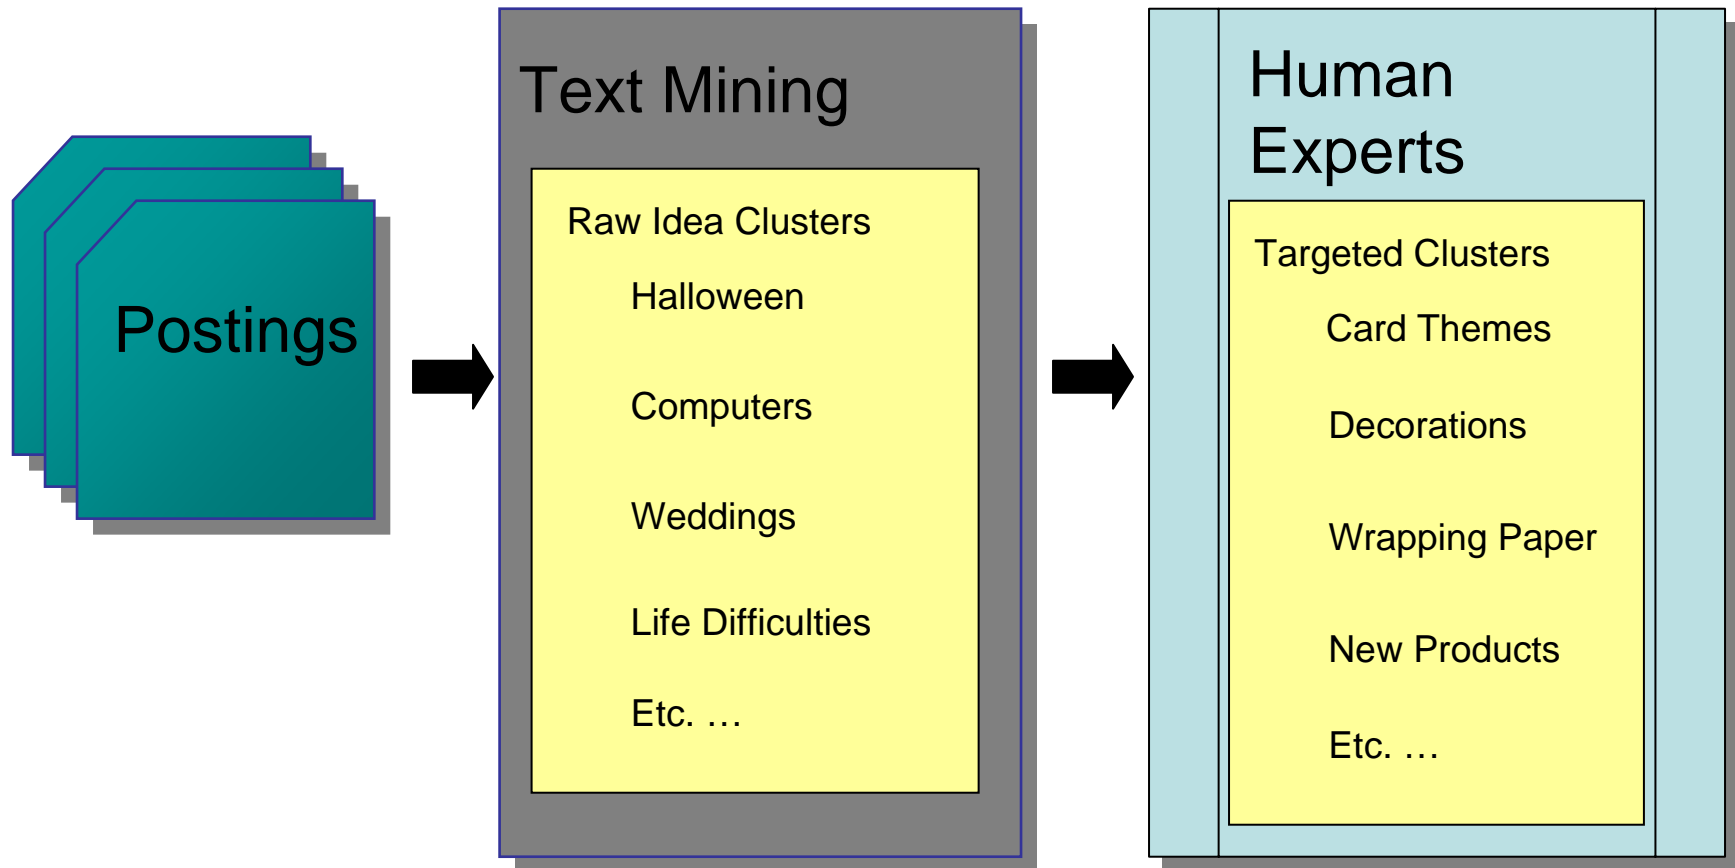 Postings
Text Mining
Raw Idea Clusters
Halloween
Computers
Weddings
Life Difficulties
Etc. …
Human
Experts
Targeted Clusters
Card Themes
Decorations
Wrapping Paper
New Products
Etc. …